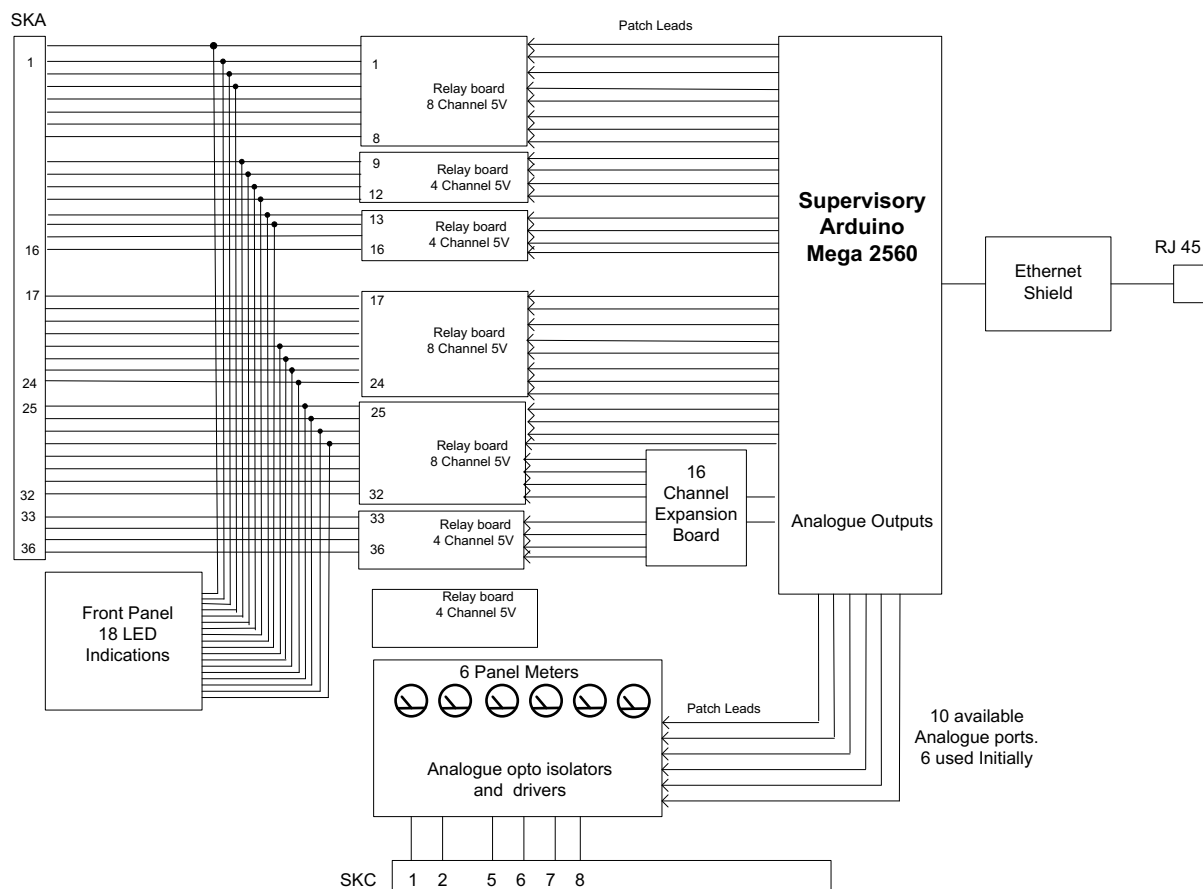 SKA
Patch Leads
1
1
Relay board
8 Channel 5V
8
9
Relay board
4 Channel 5V
12
13
Relay board
4 Channel 5V
16
16
Supervisory
Arduino
Mega 2560
Ethernet
Shield
RJ 45
17
17
Relay board
8 Channel 5V
24
24
25
25
Relay board
8 Channel 5V
32
32
16
Channel
Expansion
Board
Analogue Outputs
33
33
Relay board
4 Channel 5V
36
36
Front Panel
18 LED
Indications
Relay board
4 Channel 5V
6 Panel Meters
Patch Leads
10 available
Analogue ports.
6 used Initially
Analogue opto isolators
and drivers
SKC 1 2 5 6 7 8